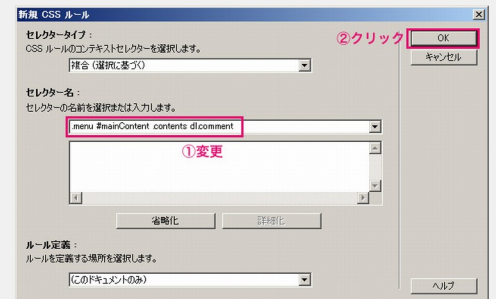 新規 CSS ルール
セレクタータイプ：
CSS ルールのコンテキストセレクターを選択します。
複合 (選択に基づく)
②クリック
OK
キャンセル
セレクター名：
セレクターの名前を選択または入力します。
.menu #mainContent .contents dl.comment
①変更
省略化
詳細化
ルール定義：
ルールを定義する場所を選択します。
(このドキュメントのみ)
ヘルプ